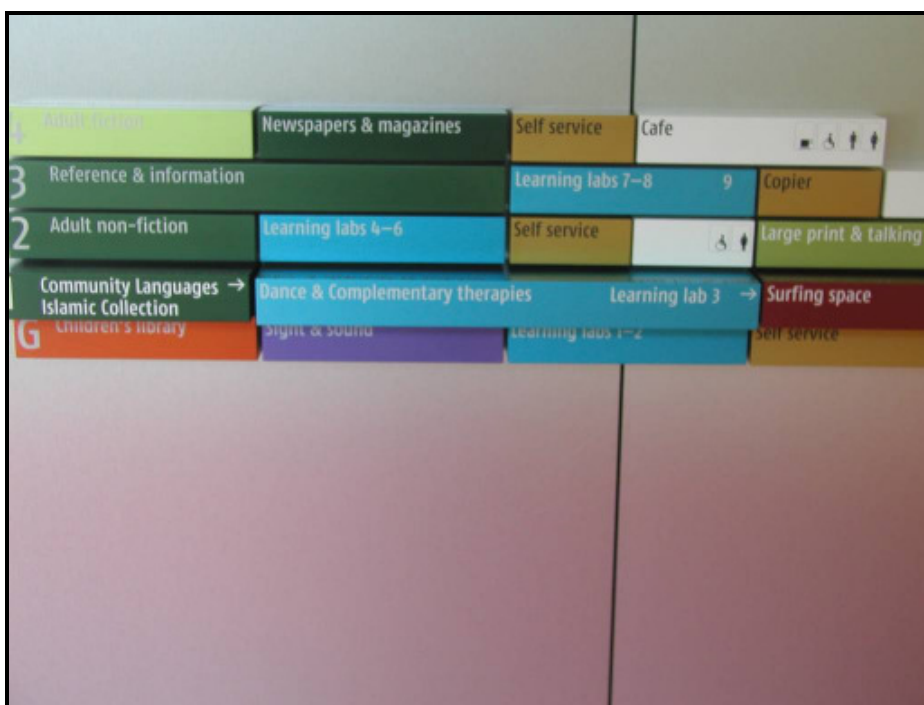 4 Adult fiction Newspapers & magazines Self service Cafe
3 Reference & information Learning labs 7–8 9 Copier
2 Adult non-fiction Learning labs 4–6 Self service Large print & talking
Community Languages →
Islamic Collection
Dance & Complementary therapies Learning lab 3 → Surfing space
G Children's library Sight & sound Learning labs 1–2 Self service